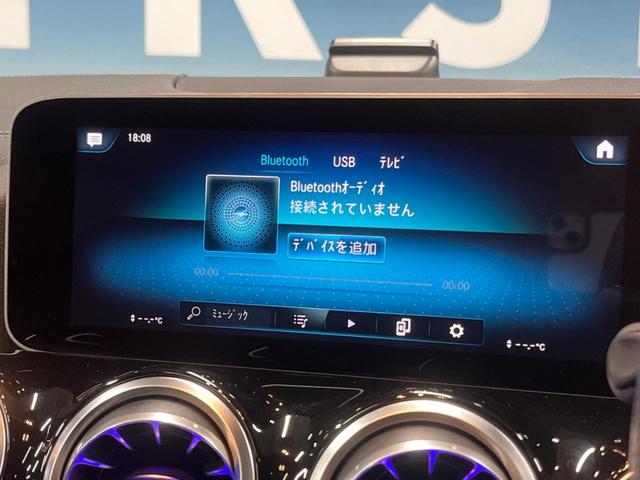 18:08
Bluetooth USB ﾃﾚﾋﾞ
Bluetoothｵｰﾃﾞｨｵ
接続されていません
ﾃﾞﾊﾞｲｽを追加
00:00 00:00
ﾐｭｰｼﾞｯｸ
--.-°C --.-°C